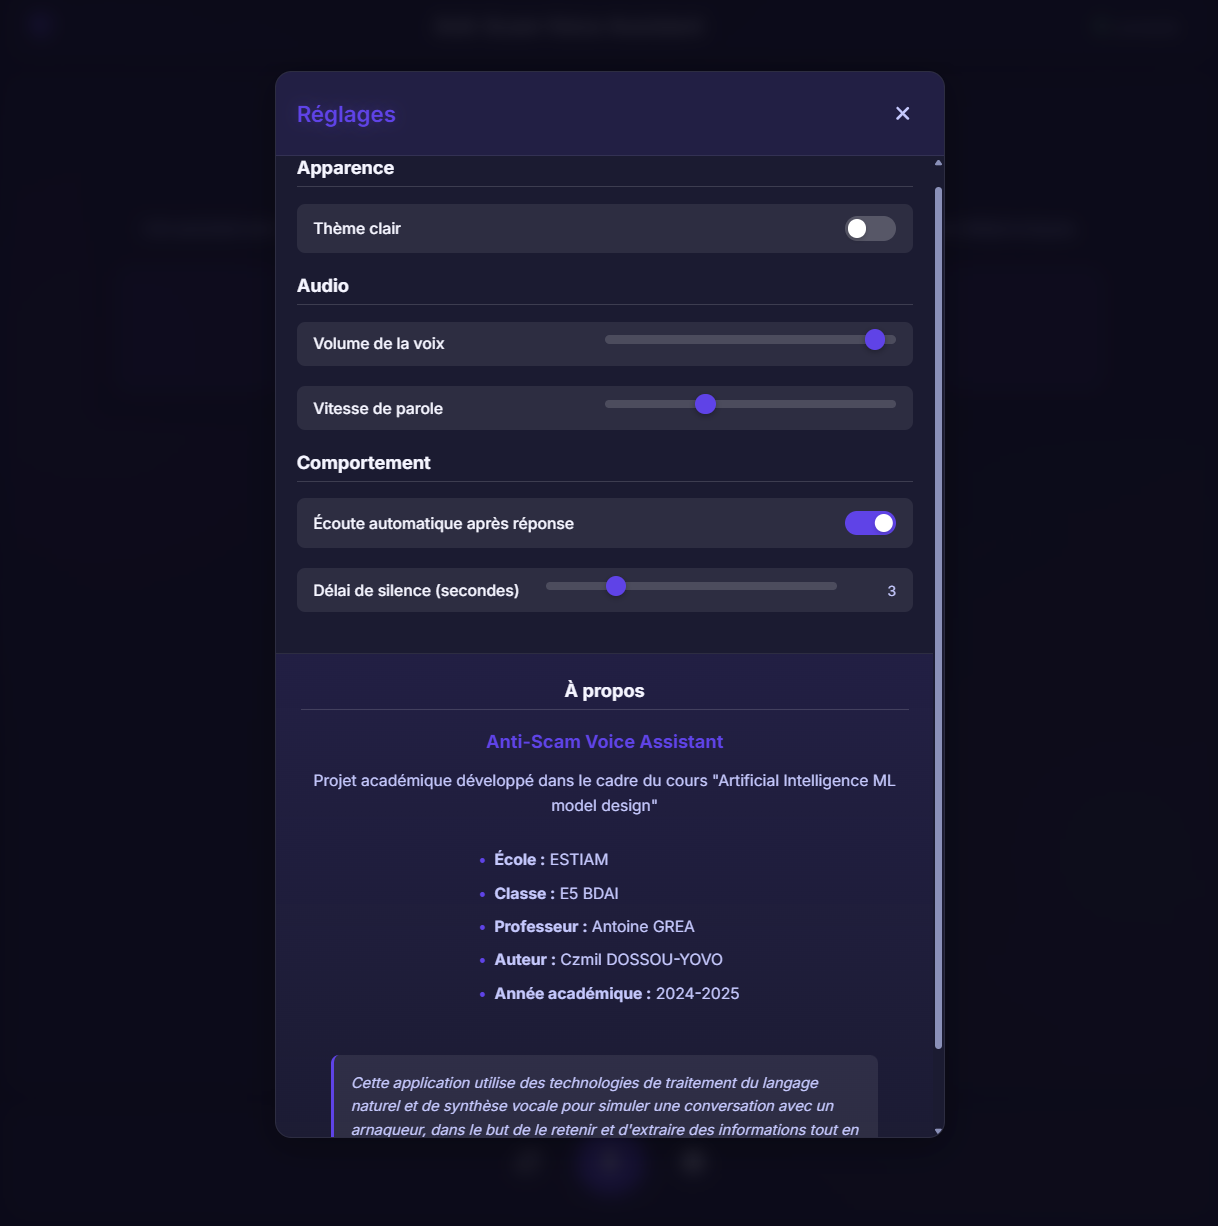 Réglages
Apparence
Thème clair
Audio
Volume de la voix
Vitesse de parole
Comportement
Écoute automatique après réponse
Délai de silence (secondes) 3
À propos
Anti-Scam Voice Assistant
Projet académique développé dans le cadre du cours "Artificial Intelligence ML
model design"
• École : ESTIAM
• Classe : E5 BDAI
• Professeur : Antoine GREA
• Auteur : Czmil DOSSOU-YOVO
• Année académique : 2024-2025
Cette application utilise des technologies de traitement du langage
naturel et de synthèse vocale pour simuler une conversation avec un
arnaqueur, dans le but de le retenir et d'extraire des informations tout en